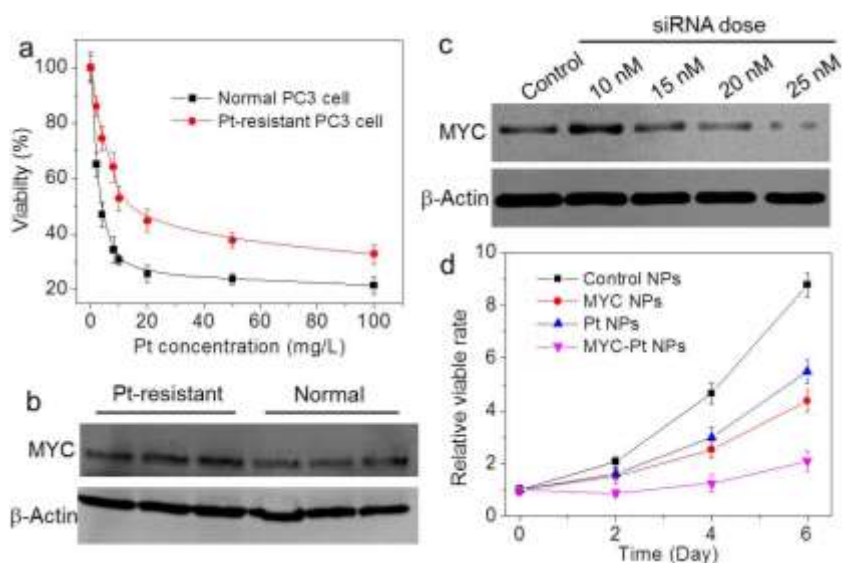 a
100
80
60
40
20
Viabilty (%)
Normal PC3 cell
Pt-resistant PC3 cell
0 20 40 60 80 100
Pt concentration (mg/L)
b
Pt-resistant Normal
MYC
β-Actin
c
siRNA dose
Control 10 nM 15 nM 20 nM 25 nM
MYC
β-Actin
d
10
8
6
4
2
0
Relative viable rate
Control NPs
MYC NPs
Pt NPs
MYC-Pt NPs
0 2 4 6
Time (Day)